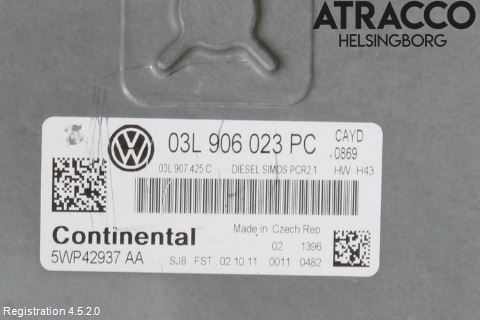 ATRACCO
HELSINGBORG
VW 03L 906 023 PC CAYD
0869
03L 907 425 C DIESEL SIMOS PCR2.1 HW: H43
Continental Made in Czech Rep
02 1396
5WP42937 AA SJ8 FST , 02.10.11 0011 0482
Registration 4.5.2.0